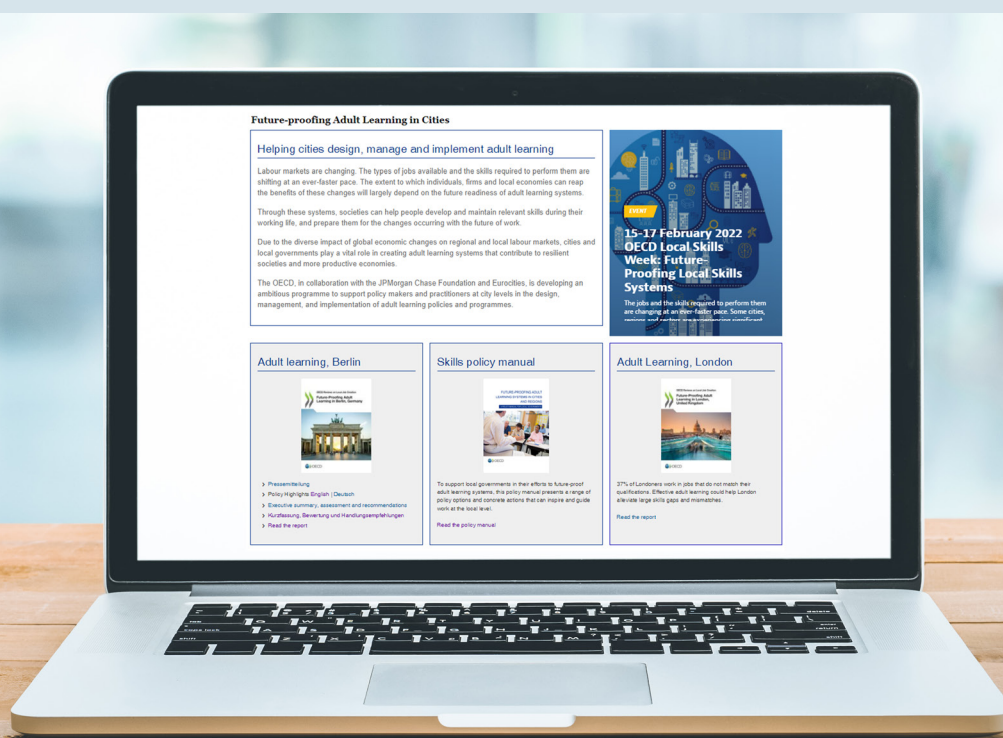 Future-proofing Adult Learning in Cities
Helping cities design, manage and implement adult learning
Labour markets are changing. The types of jobs available and the skills required to perform them are
shifting at an ever-faster pace. The extent to which individuals, firms and local economies can reap
the benefits of these changes will largely depend on the future readiness of adult learning systems.
Through these systems, societies can help people develop and maintain relevant skills during their
working life, and prepare them for the changes occurring with the future of work.
Due to the diverse impact of global economic changes on regional and local labour markets, cities and
local governments play a vital role in creating adult learning systems that contribute to resilient
societies and more productive economies.
The OECD, in collaboration with the JPMorgan Chase Foundation and Eurocities, is developing an
ambitious programme to support policy makers and practitioners at city levels in the design,
management, and implementation of adult learning policies and programmes.
EVENT
15-17 February 2022
OECD Local Skills
Week: Future-
Proofing Local Skills
Systems
The jobs and the skills required to perform them
are changing at an ever-faster pace. Some cities,
regions and sectors are experiencing significant
Adult learning, Berlin
Future-Proofing Adult
Learning in Berlin, Germany
OECD
> Pressemitteilung
> Policy Highlights English | Deutsch
> Executive summary, assessment and recommendations
> Kurzfassung, Bewertung und Handlungsempfehlungen
> Read the report
Skills policy manual
FUTURE-PROOFING ADULT
LEARNING SYSTEMS IN CITIES
AND REGIONS
OECD
To support local governments in their efforts to future-proof
adult learning systems, this policy manual presents a range of
policy options and concrete actions that can inspire and guide
work at the local level.
Read the policy manual
Adult Learning, London
Future-Proofing Adult
Learning in London,
United Kingdom
OECD
37% of Londoners work in jobs that do not match their
qualifications. Effective adult learning could help London
alleviate large skills gaps and mismatches.
Read the report
delete
return
caps lock
shift
shift